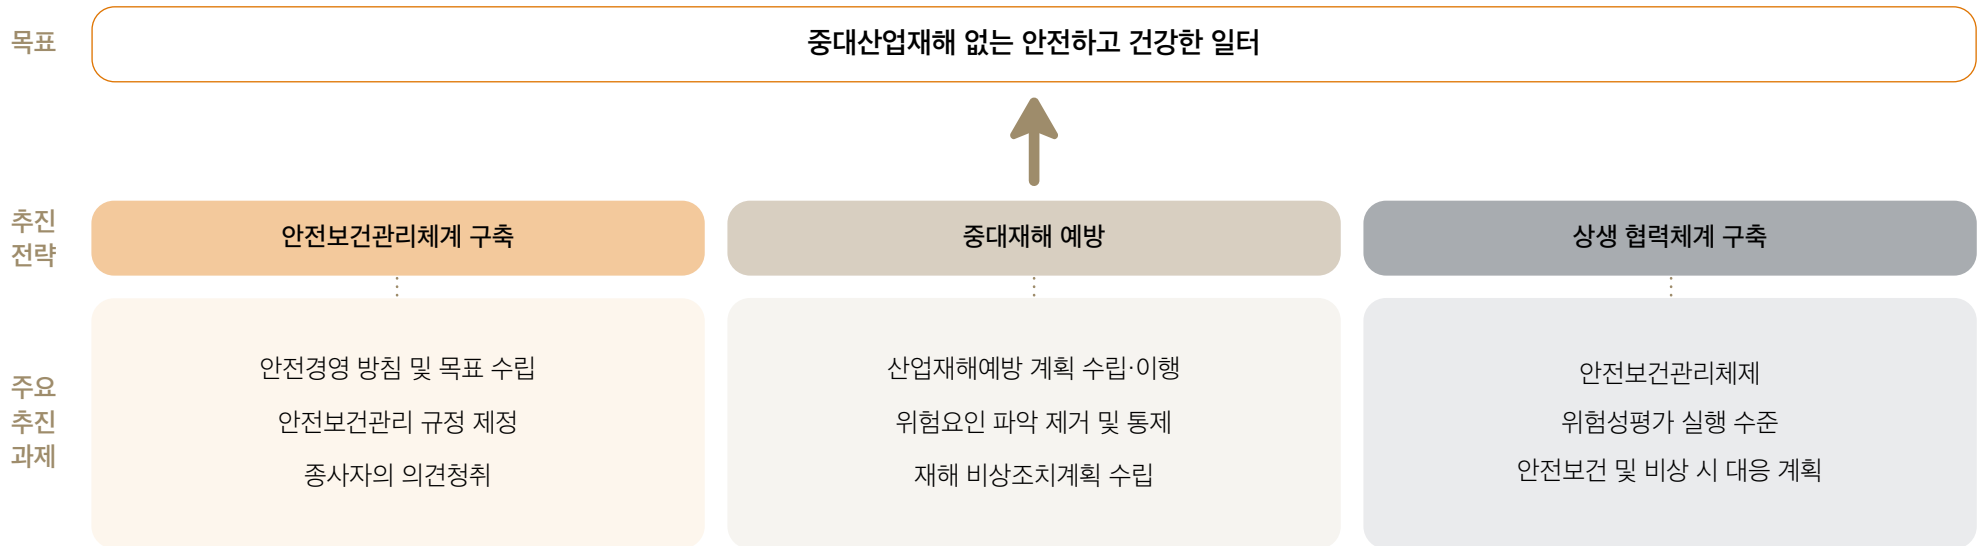 목표
중대산업재해 없는 안전하고 건강한 일터
추진
전략
안전보건관리체계 구축
중대재해 예방
상생 협력체계 구축
주요
추진
과제
안전경영 방침 및 목표 수립
안전보건관리 규정 제정
종사자의 의견청취
산업재해예방 계획 수립·이행
위험요인 파악 제거 및 통제
재해 비상조치계획 수립
안전보건관리체제
위험성평가 실행 수준
안전보건 및 비상 시 대응 계획